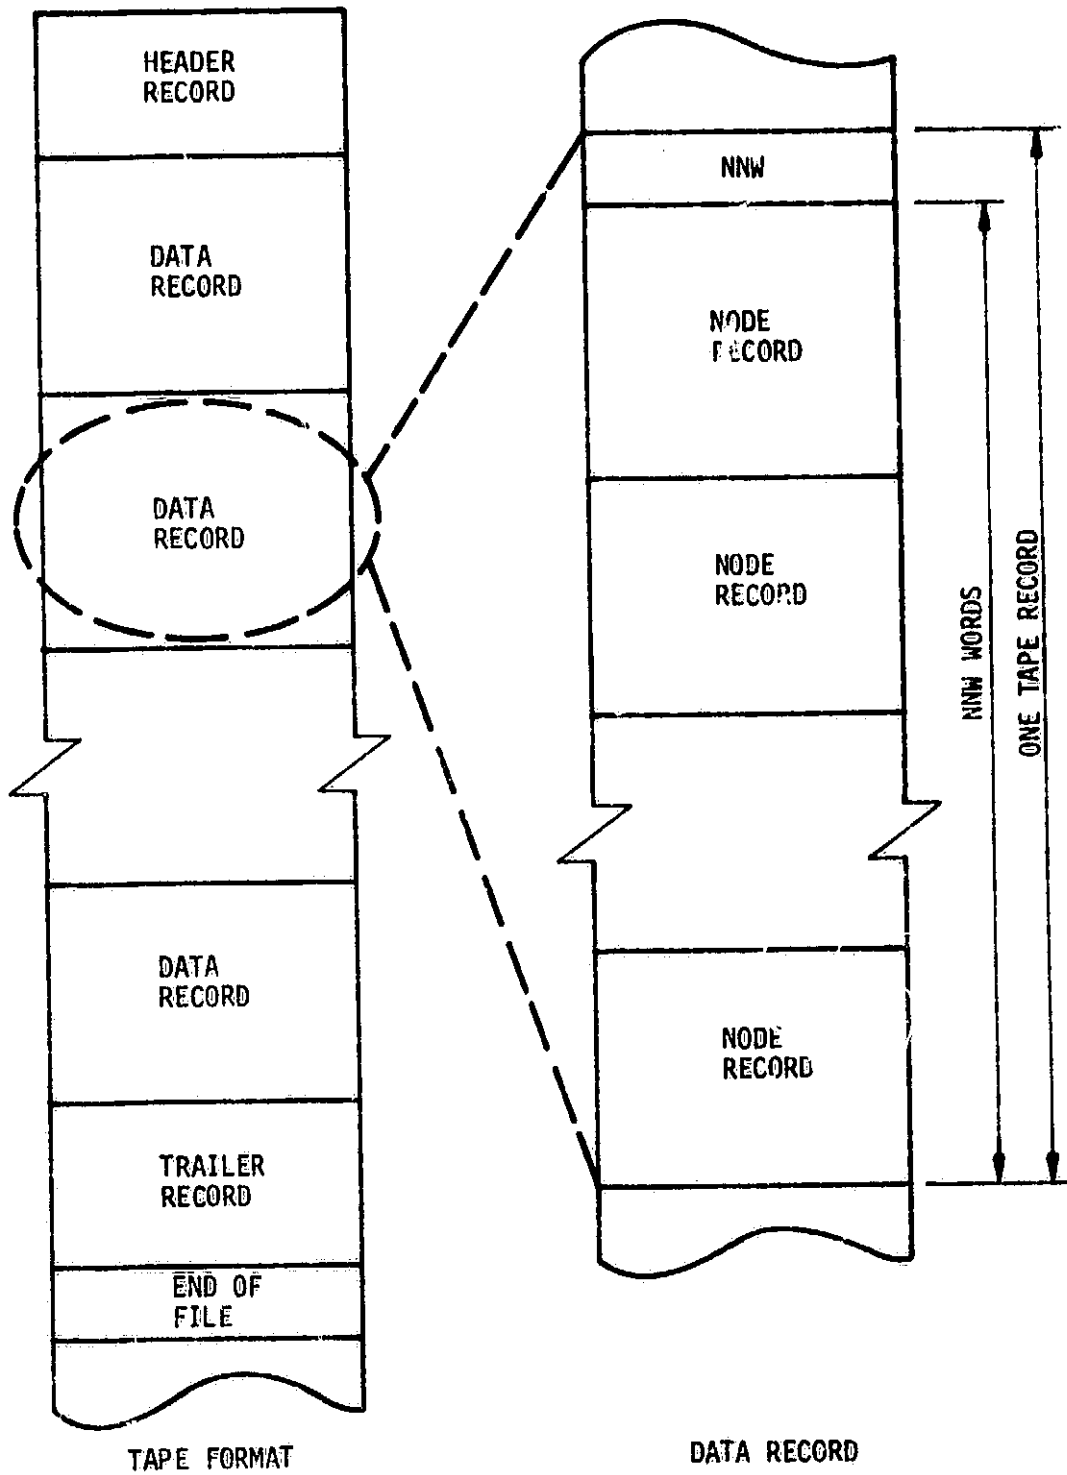 HEADER
RECORD
DATA
RECORD
DATA
RECORD
DATA
RECORD
TRAILER
RECORD
END OF
FILE
TAPE FORMAT
NNW
NODE
RECORD
NODE
RECORD
NODE
RECORD
NNW WORDS
ONE TAPE RECORD
DATA RECORD